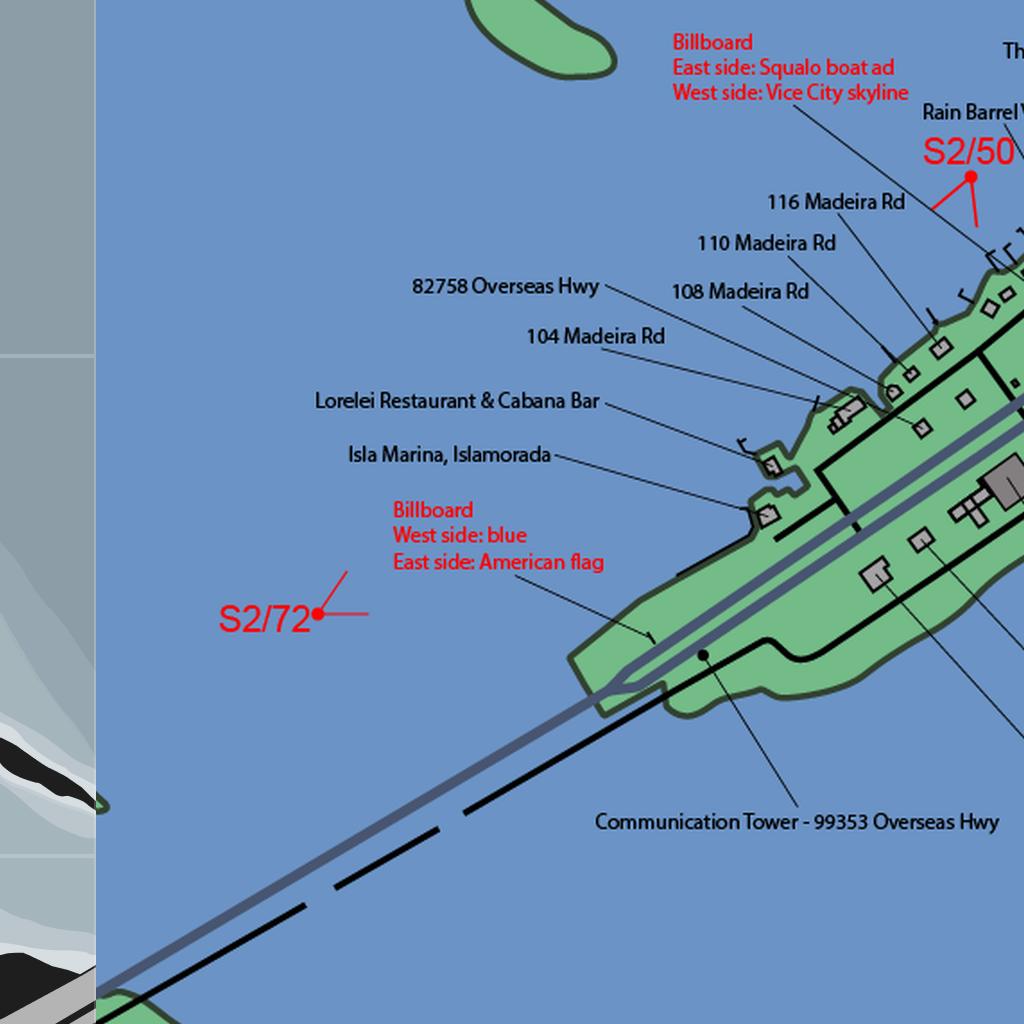 Billboard
East side: Squalo boat ad
West side: Vice City skyline
Th
Rain Barrel
S2/50
116 Madeira Rd
110 Madeira Rd
82758 Overseas Hwy
108 Madeira Rd
104 Madeira Rd
Lorelei Restaurant & Cabana Bar
Isla Marina, Islamorada
Billboard
West side: blue
East side: American flag
S2/72
Communication Tower - 99353 Overseas Hwy